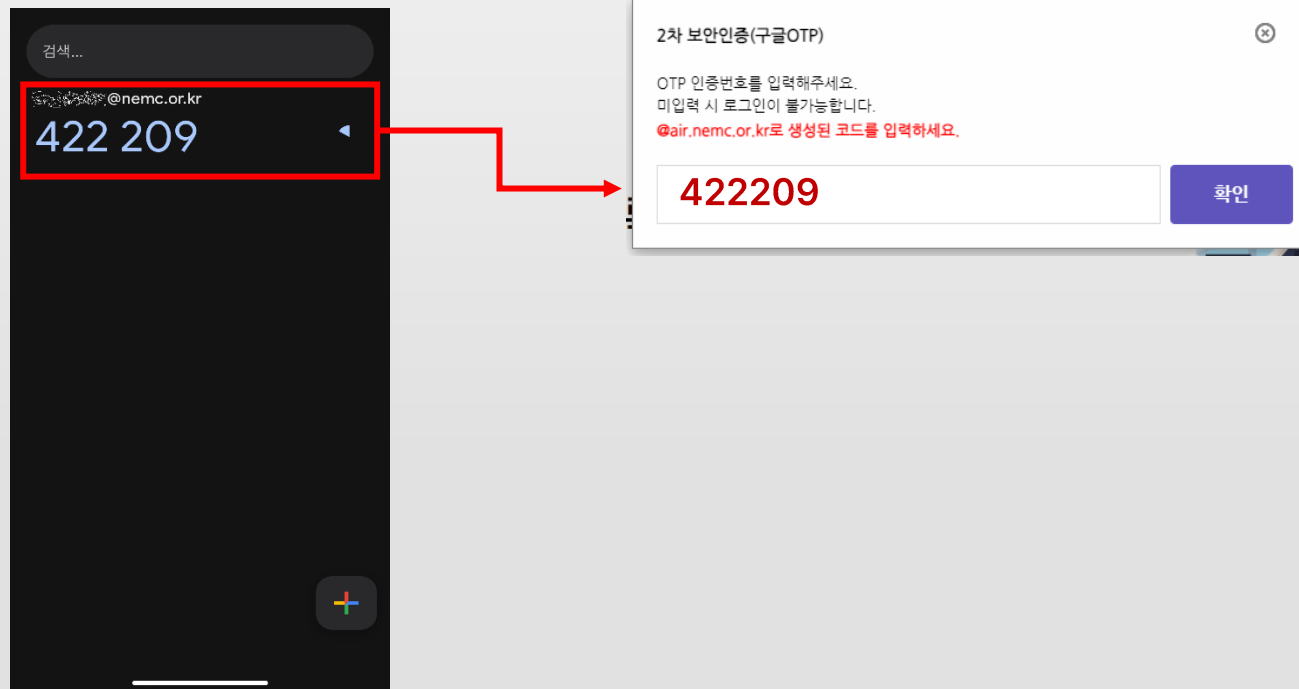 검색...
@nemc.or.kr
422 209
2차 보안인증(구글OTP)
OTP 인증번호를 입력해주세요.
미입력 시 로그인이 불가능합니다.
@air.nemc.or.kr로 생성된 코드를 입력하세요.
422209
확인